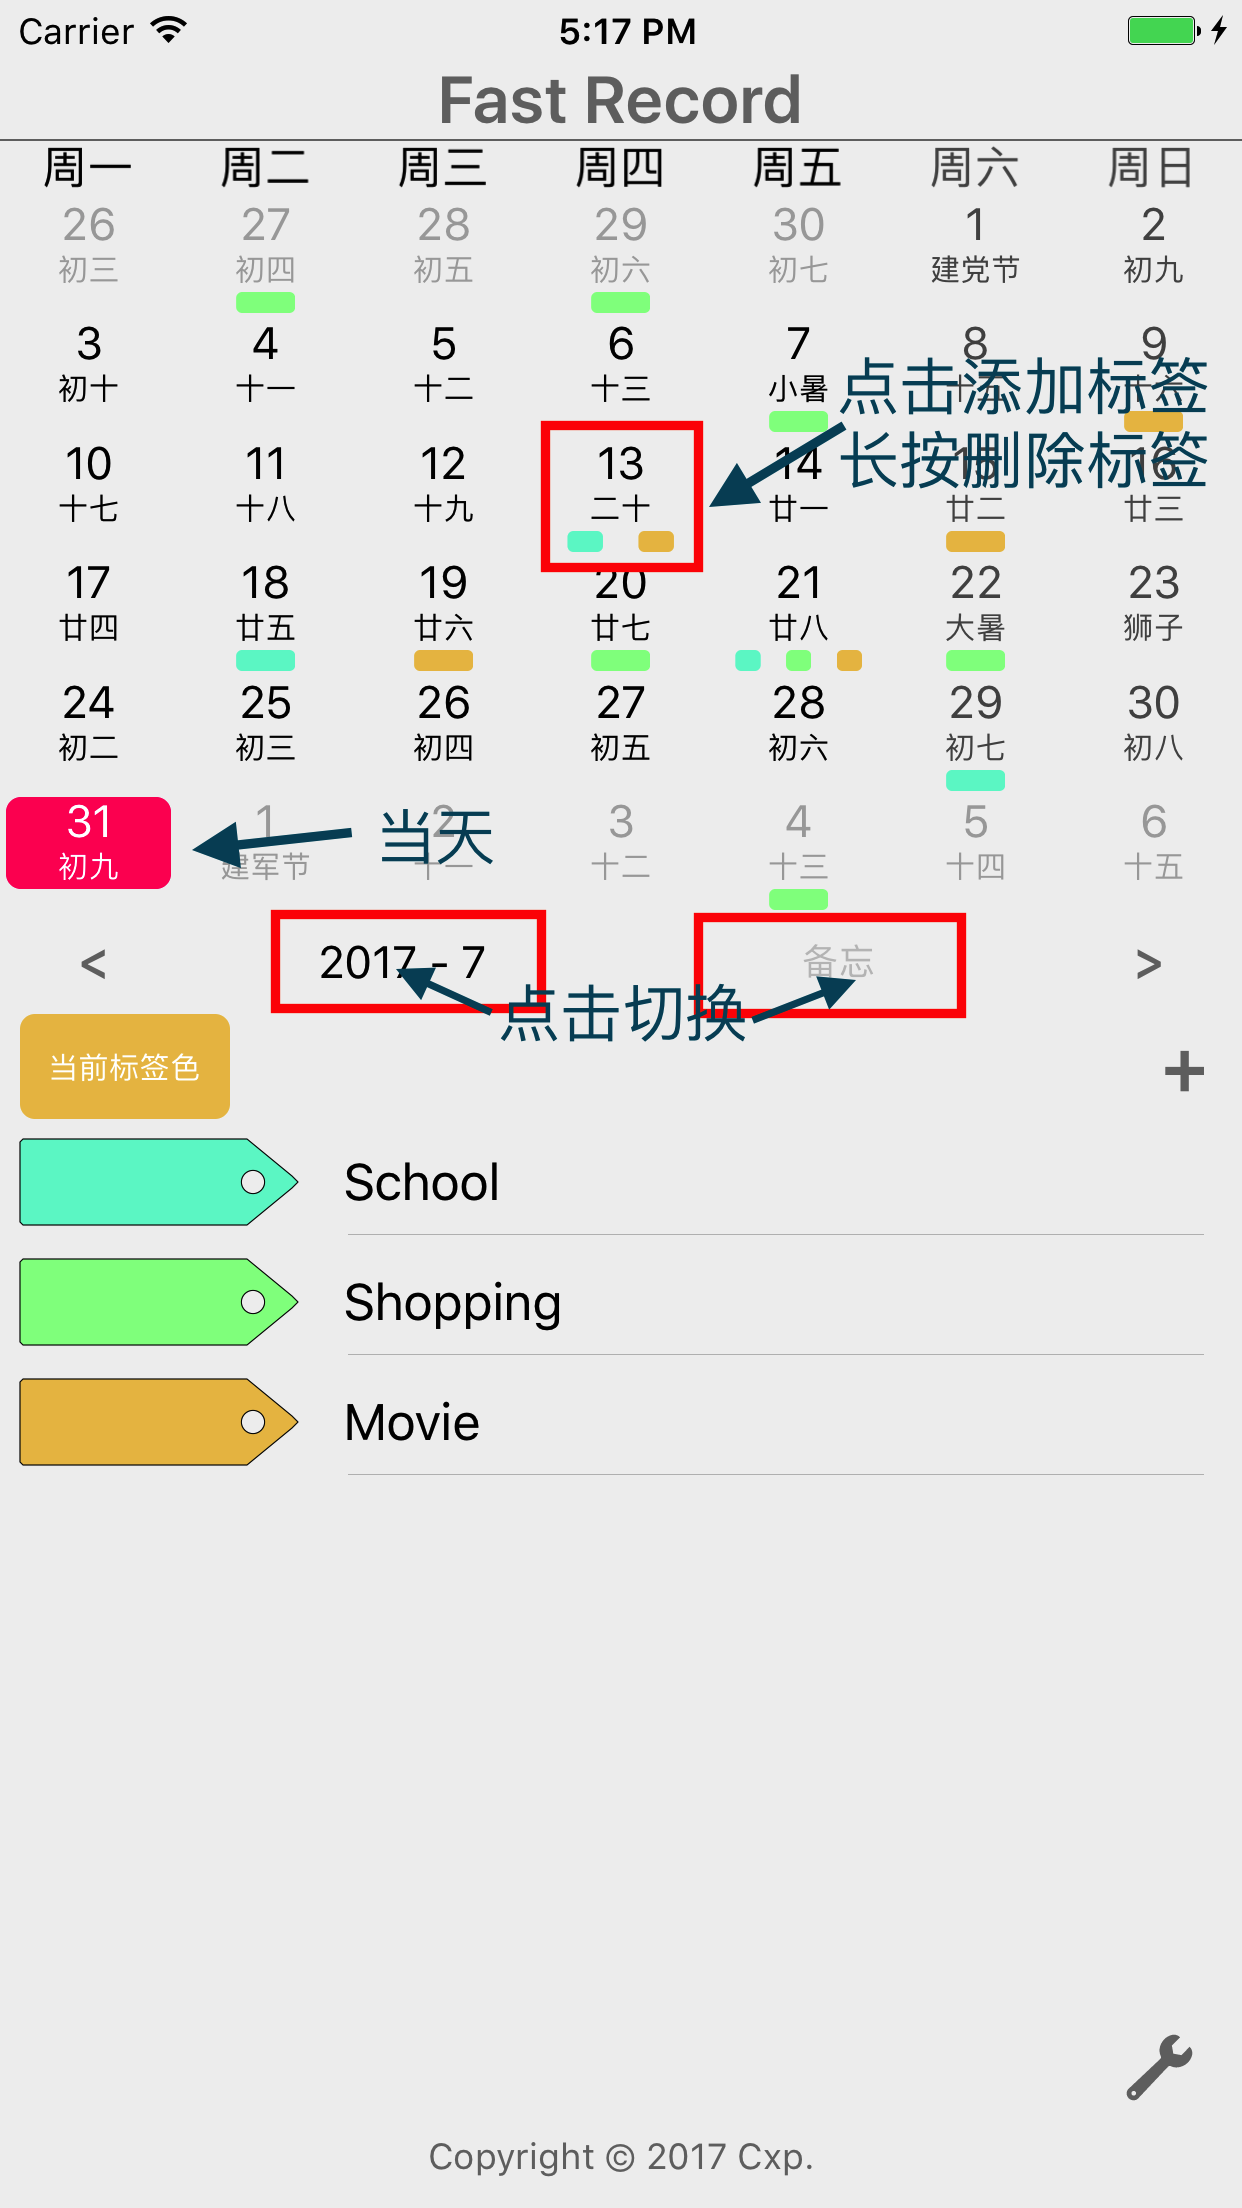 Carrier 5:17 PM
Fast Record
周一 周二 周三 周四 周五 周六 周日
26 27 28 29 30 1 2
初三 初四 初五 初六 初七 建党节 初九
3 4 5 6 7 8 9
初十 十一 十二 十三 小暑 十五 十六
点击添加标签
长按删除标签
10 11 12 13 14 15 16
十七 十八 十九 二十 廿一 廿二 廿三
17 18 19 20 21 22 23
廿四 廿五 廿六 廿七 廿八 大暑 狮子
24 25 26 27 28 29 30
初二 初三 初四 初五 初六 初七 初八
31 1 2 3 4 5 6
当天
初九 建军节 十一 十二 十三 十四 十五
< 2017 - 7 备忘 >
点击切换
当前标签色 +
School
Shopping
Movie
Copyright © 2017 Cxp.